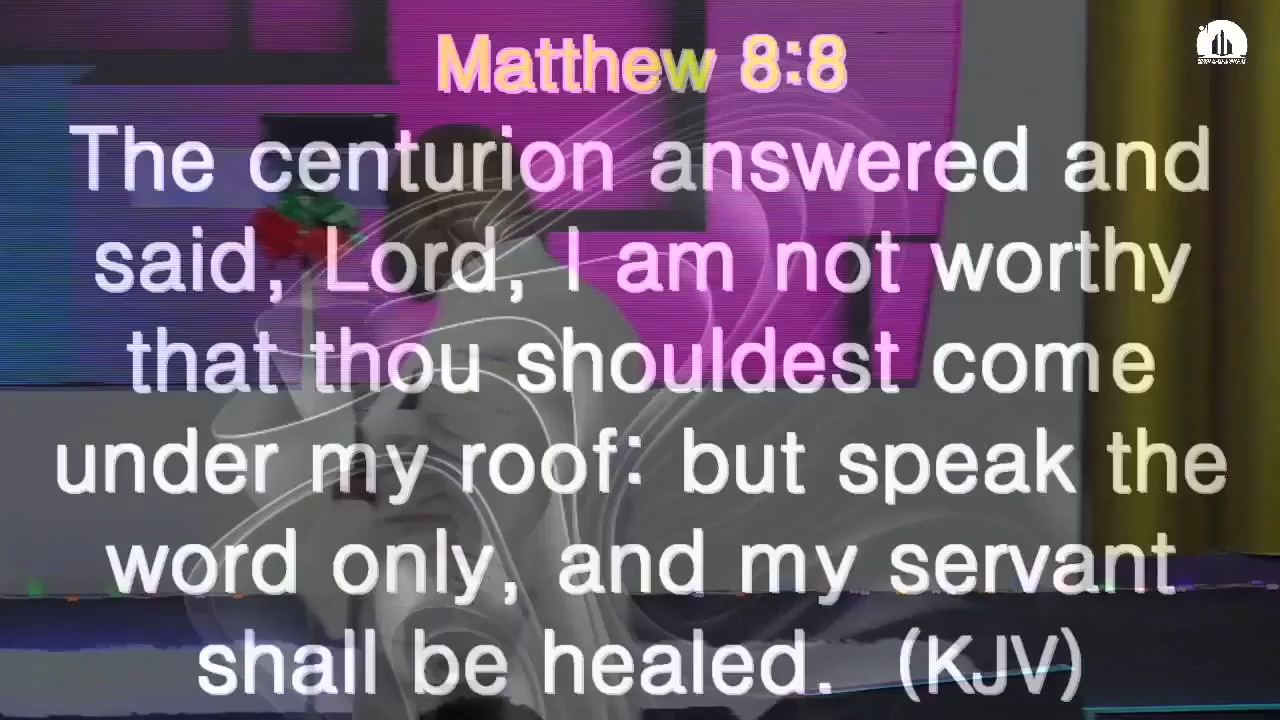 Matthew 8:8
The centurion answered and
said, Lord, I am not worthy
that thou shouldest come
under my roof: but speak the
word only, and my servant
shall be healed. (KJV)